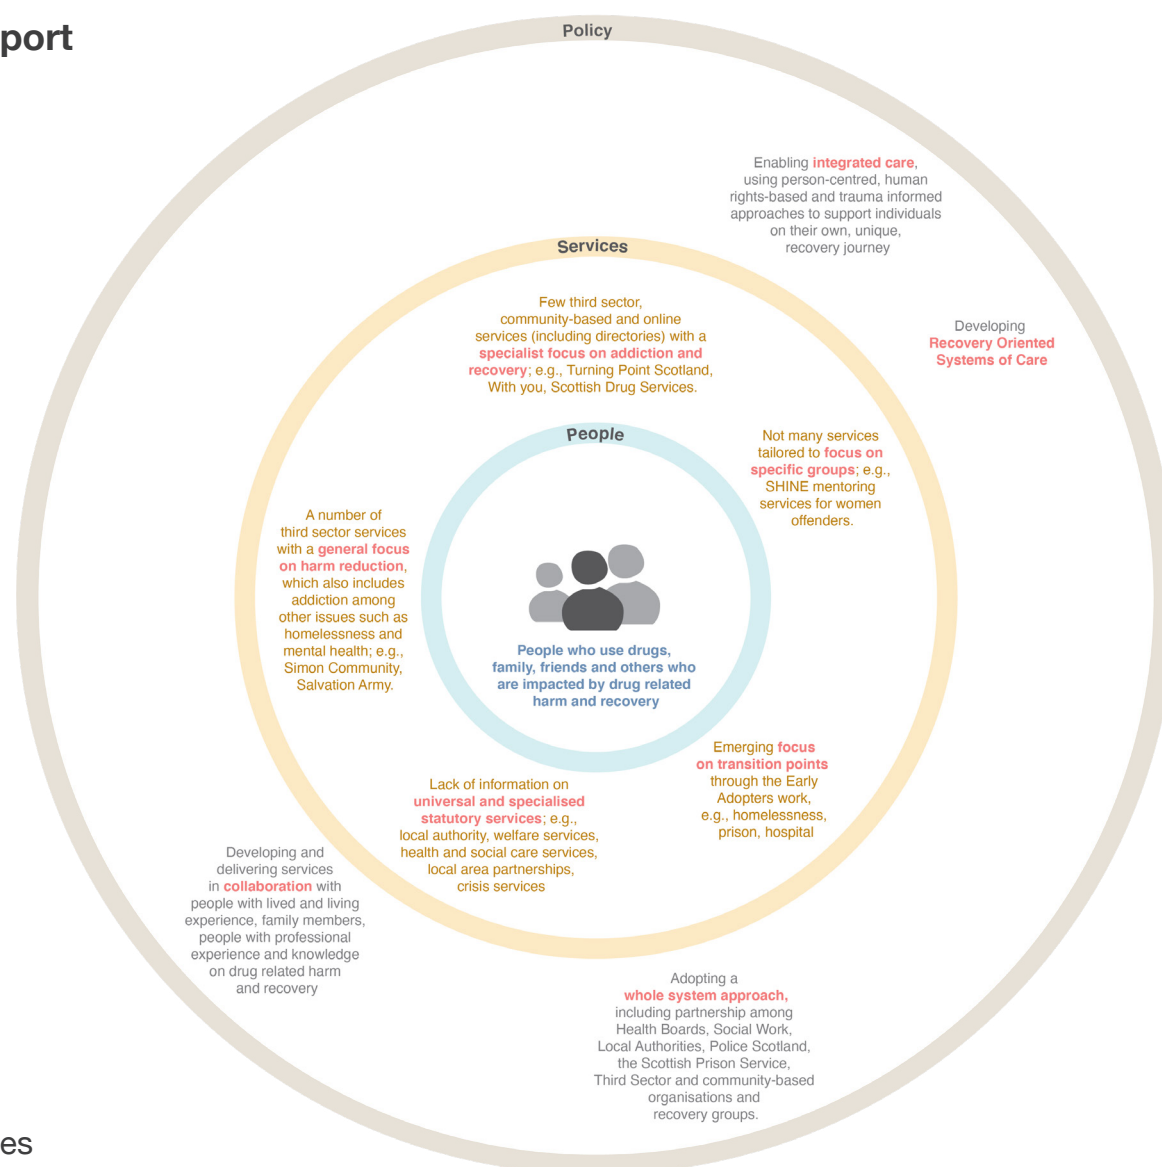 port
Policy
Enabling integrated care,
using person-centred, human
rights-based and trauma informed
approaches to support individuals
on their own, unique,
recovery journey
Services
Few third sector,
community-based and online
services (including directories) with a
specialist focus on addiction and
recovery; e.g., Turning Point Scotland,
With you, Scottish Drug Services.
Developing
Recovery Oriented
Systems of Care
People
Not many services
tailored to focus on
specific groups; e.g.,
SHINE mentoring
services for women
offenders.
A number of
third sector services
with a general focus
on harm reduction,
which also includes
addiction among
other issues such as
homelessness and
mental health; e.g.,
Simon Community,
Salvation Army.
People who use drugs,
family, friends and others who
are impacted by drug related
harm and recovery
Emerging focus
on transition points
through the Early
Adopters work,
e.g., homelessness,
prison, hospital
Lack of information on
universal and specialised
statutory services; e.g.,
local authority, welfare services,
health and social care services,
local area partnerships,
crisis services
Developing and
delivering services
in collaboration with
people with lived and living
experience, family members,
people with professional
experience and knowledge
on drug related harm
and recovery
Adopting a
whole system approach,
including partnership among
Health Boards, Social Work,
Local Authorities, Police Scotland,
the Scottish Prison Service,
Third Sector and community-based
organisations and
recovery groups.
es